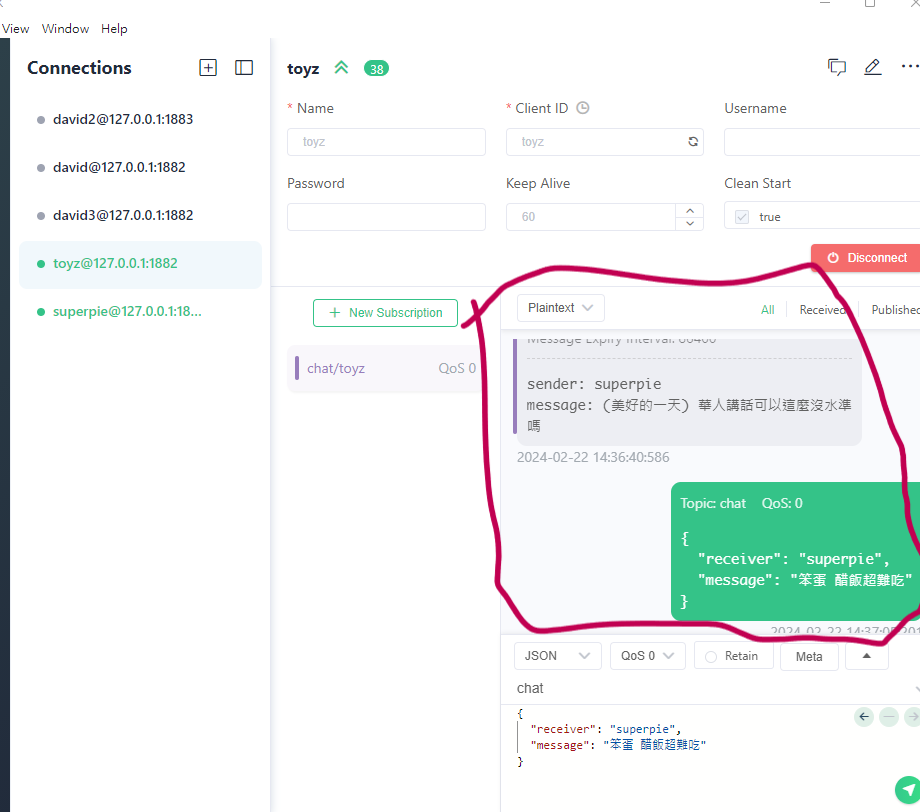 View Window Help
Connections
david2@127.0.0.1:1883
david@127.0.0.1:1882
david3@127.0.0.1:1882
toyz@127.0.0.1:1882
superpie@127.0.0.1:18...
toyz 38
* Name * Client ID Username
toyz toyz
Password Keep Alive Clean Start
60 true
Disconnect
New Subscription
chat/toyz QoS 0
Plaintext All Received Published
Message Expiry Interval: 86400
sender: superpie
message: (美好的一天) 華人講話可以這麼沒水準
嗎
2024-02-22 14:36:40:586
Topic: chat QoS: 0
{
"receiver": "superpie",
"message": "笨蛋 醋飯超難吃"
}
2024-02-22 14:37:0
JSON QoS 0 Retain Meta
chat
{
"receiver": "superpie",
"message": "笨蛋 醋飯超難吃"
}